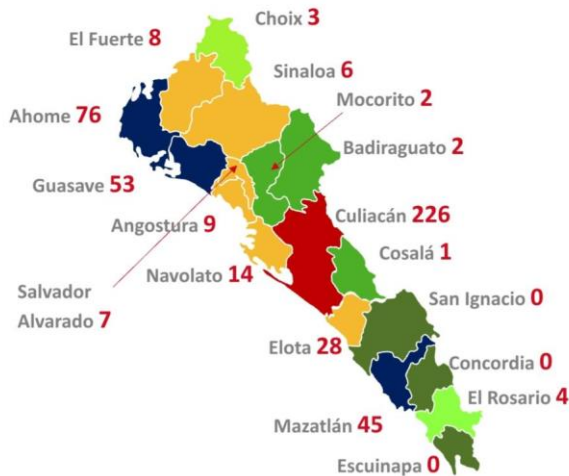 Choix 3
El Fuerte 8
Sinaloa 6
Mocorito 2
Ahome 76
Badiraguato 2
Guasave 53
Culiacán 226
Angostura 9
Cosalá 1
Navolato 14
Salvador
Alvarado 7
San Ignacio 0
Elota 28
Concordia 0
El Rosario 4
Mazatlán 45
Escuinapa 0